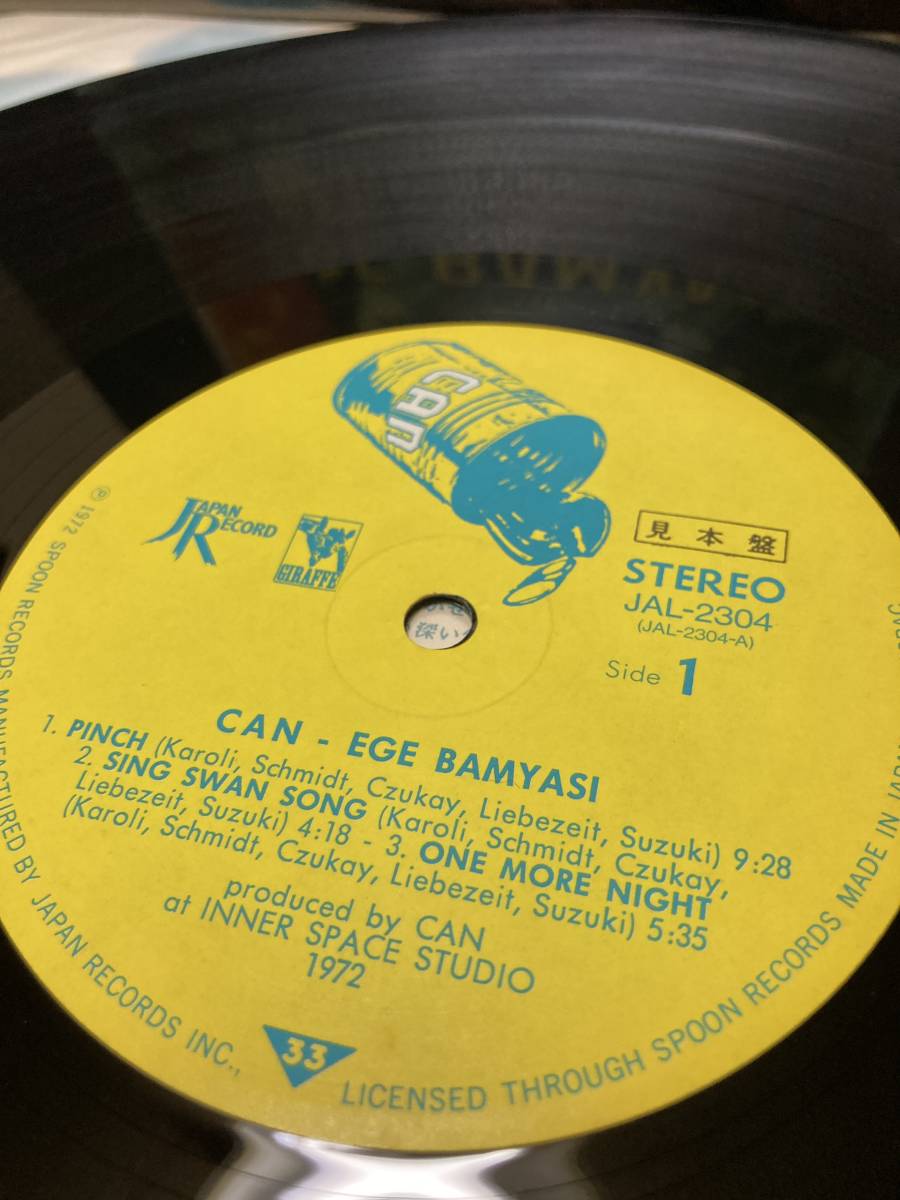 CAN
JAPAN RECORD
GIRAFFE
見本盤
STEREO
JAL-2304
(JAL-2304-A)
Side 1
CAN - EGE BAMYASI
1. PINCH (Karoli, Schmidt, Czukay, Liebezeit, Suzuki) 9:28
2. SING SWAN SONG (Karoli, Schmidt, Czukay,
Liebezeit, Suzuki) 4:18 - 3. ONE MORE NIGHT
(Karoli, Schmidt, Czukay, Liebezeit, Suzuki) 5:35
produced by CAN
at INNER SPACE STUDIO
1972
33
℗ 1972 SPOON RECORDS MANUFACTURED BY JAPAN RECORDS INC.,
LICENSED THROUGH SPOON RECORDS MADE IN JAPAN
深い